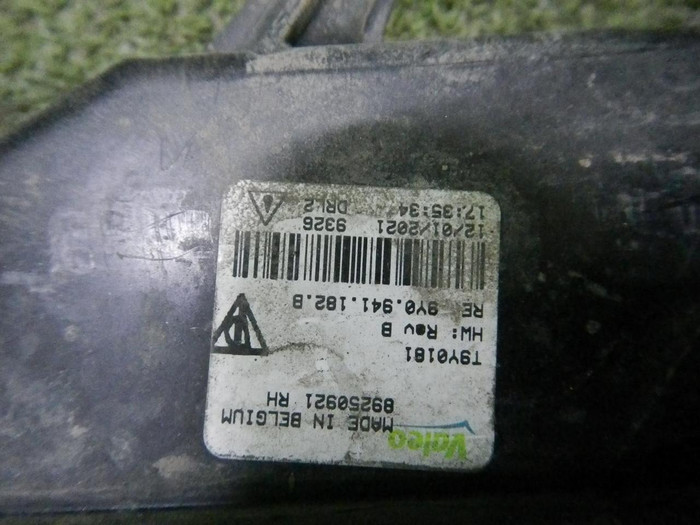 Valeo
MADE IN BELGIUM
89250921 RH
T9Y0181
HW: Rev B
RE 9Y0.941.182.B
12/01/2021 9326
17:35:34 DRL2